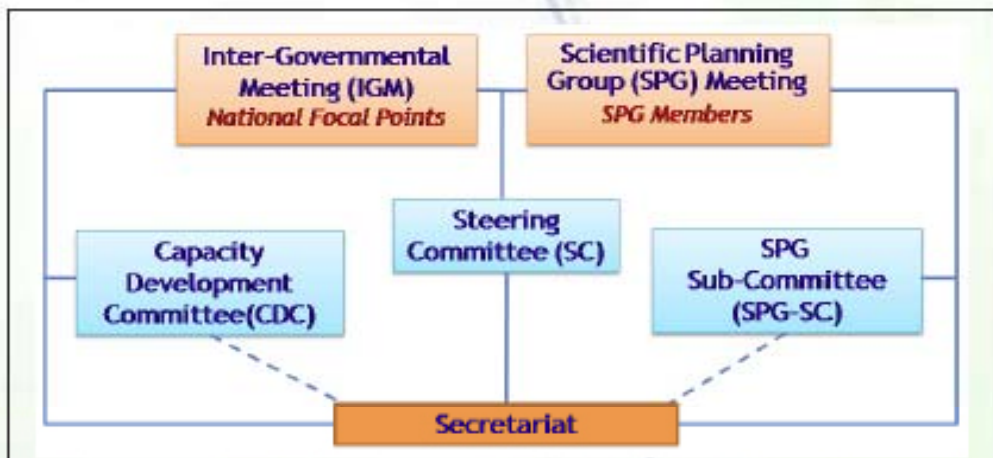 Inter-Governmental
Meeting (IGM)
National Focal Points
Scientific Planning
Group (SPG) Meeting
SPG Members
Steering
Committee (SC)
Capacity
Development
Committee(CDC)
SPG
Sub-Committee
(SPG-SC)
Secretariat